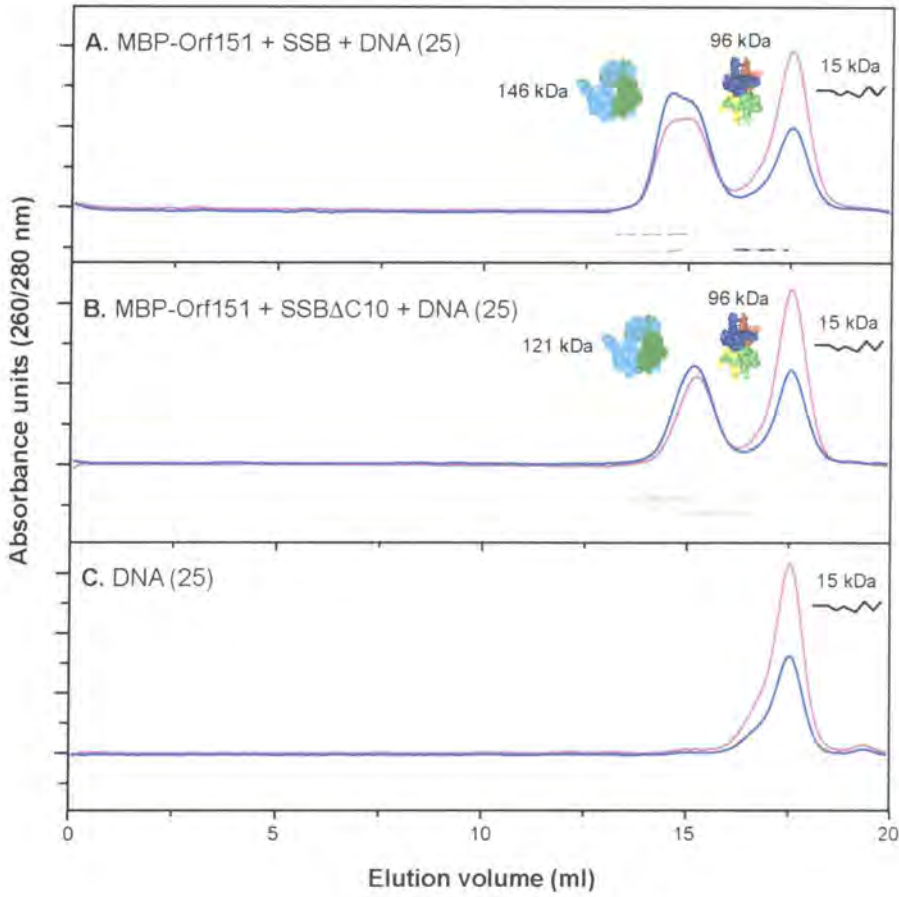 A. MBP-Orf151 + SSB + DNA (25)
96 kDa
15 kDa
146 kDa
B. MBP-Orf151 + SSBΔC10 + DNA (25)
96 kDa
15 kDa
121 kDa
C. DNA (25)
15 kDa
Absorbance units (260/280 nm)
0 5 10 15 20
Elution volume (ml)